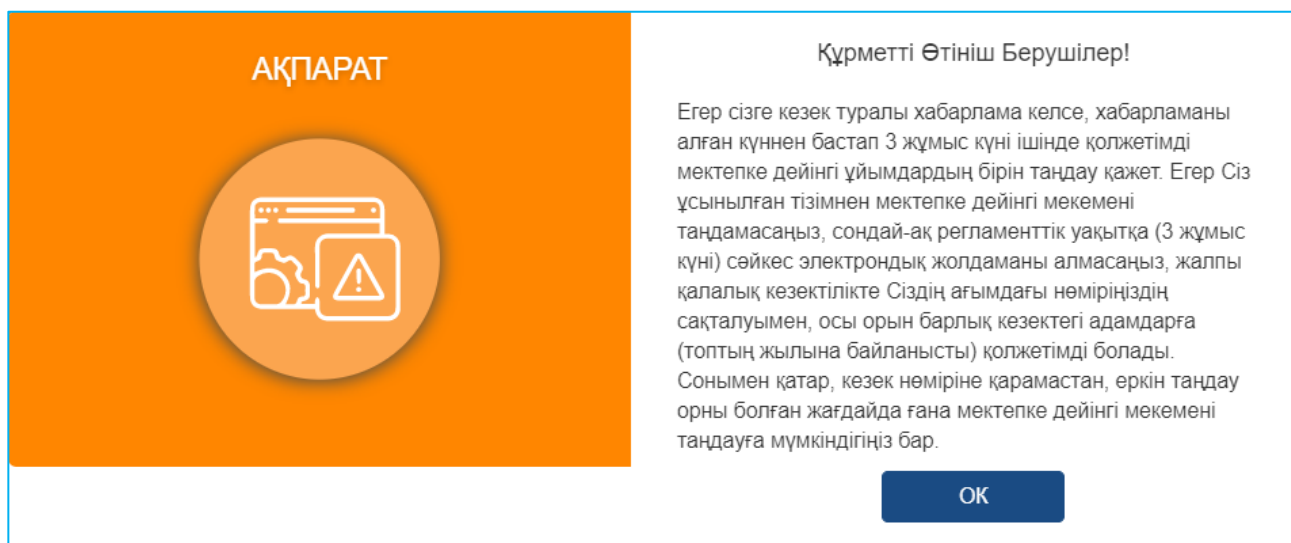 АҚПАРАТ
Құрметті Өтініш Берушілер!
Егер сізге кезек туралы хабарлама келсе, хабарламаны
алған күннен бастап 3 жұмыс күні ішінде қолжетімді
мектепке дейінгі ұйымдардың бірін таңдау қажет. Егер Сіз
ұсынылған тізімнен мектепке дейінгі мекемені
таңдамасаңыз, сондай-ақ регламенттік уақытқа (3 жұмыс
күні) сәйкес электрондық жолдаманы алмасаңыз, жалпы
қалалық кезектілікте Сіздің ағымдағы нөміріңіздің
сақталуымен, осы орын барлық кезектегі адамдарға
(топтың жылына байланысты) қолжетімді болады.
Сонымен қатар, кезек нөміріне қарамастан, еркін таңдау
орны болған жағдайда ғана мектепке дейінгі мекемені
таңдауға мүмкіндігіңіз бар.
ОК